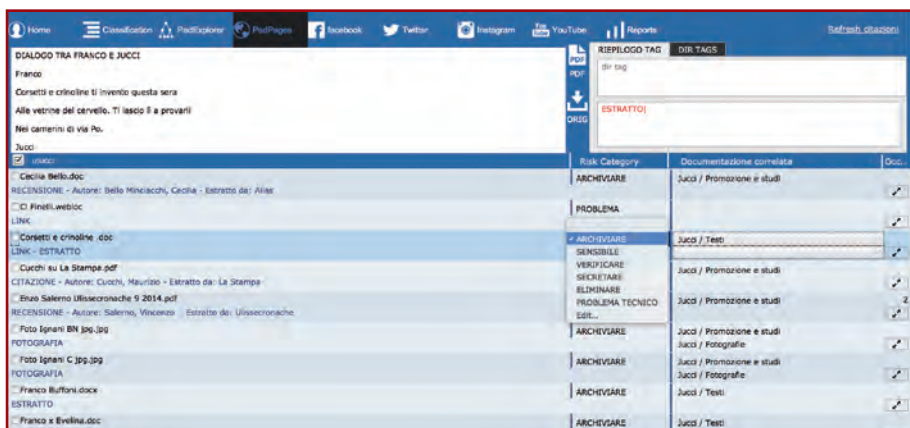 Home Classification PadExplorer PadPages facebook Twitter Instagram You Tube YouTube Reports Refresh citazioni
DIALOGO TRA FRANCO E JUCCI
Franco
Corsetti e crinoline ti invento questa sera
Alle vetrine del cervello. Ti lascio lì a provarli
Nei camerini di via Po.
Jucci
PDF
PDF
ORIG
RIEPILOGO TAG DIR TAGS
dir tag
ESTRATTO
Risk Category Documentazione correlata Doc..
Cecilia Bello.doc ARCHIVIARE Jucci / Promozione e studi
RECENSIONE - Autore: Bello Minciacchi, Cecilia - Estratto da: Alias
Cl Finelli.webloc PROBLEMA
LINK
Corsetti e crinoline .doc ARCHIVIARE Jucci / Testi
LINK - ESTRATTO SENSIBILE
VERIFICARE
SECRETARE
ELIMINARE
PROBLEMA TECNICO
Edit...
Cucchi su La Stampa.pdf Jucci / Promozione e studi
CITAZIONE - Autore: Cucchi, Maurizio - Estratto da: La Stampa
Enzo Salerno Ulissecronache 9 2014.pdf Jucci / Promozione e studi 2
RECENSIONE - Autore: Salerno, Vincenzo Estratto da: Ulissecronache
Foto Ignani BN jpg.jpg ARCHIVIARE Jucci / Promozione e studi
FOTOGRAFIA Jucci / Fotografie
Foto Ignani C jpg.jpg ARCHIVIARE Jucci / Promozione e studi
FOTOGRAFIA Jucci / Fotografie
Franco Buffoni.docx ARCHIVIARE Jucci / Testi
ESTRATTO
Franco x Evelina.doc ARCHIVIARE Jucci / Testi